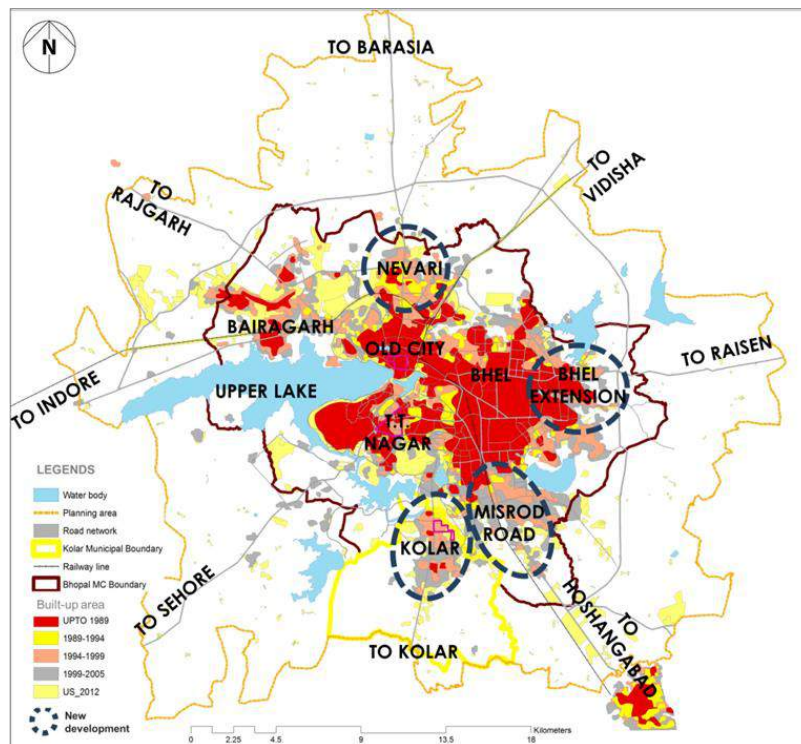 N
TO BARASIA
TO
VIDISHA
TO
RAJGARH
NEVARI
BAIRAGARH
OLD CITY
TO RAISEN
BHEL
BHEL
EXTENSION
UPPER LAKE
TO INDORE
T.T.
NAGAR
MISROD
ROAD
KOLAR
TO SEHORE
TO
HOSHANGABAD
TO KOLAR
LEGENDS
Water body
Planning area
Road network
Kolar Municipal Boundary
Railway line
Bhopal MC Boundary
Built-up area
UPTO 1989
1989-1994
1994-1999
1999-2005
US_2012
New
development
Kilometers
0 2.25 4.5 9 13.5 18